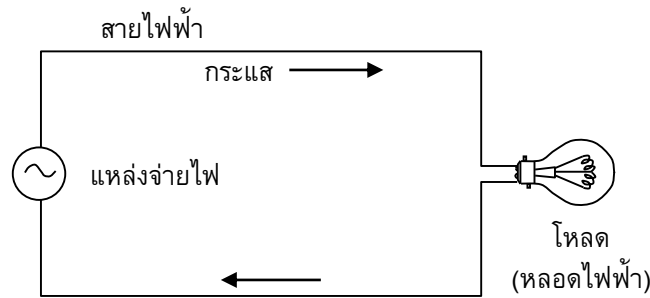 สายไฟฟ้า
กระแส
แหล่งจ่ายไฟ
โหลด
(หลอดไฟฟ้า)